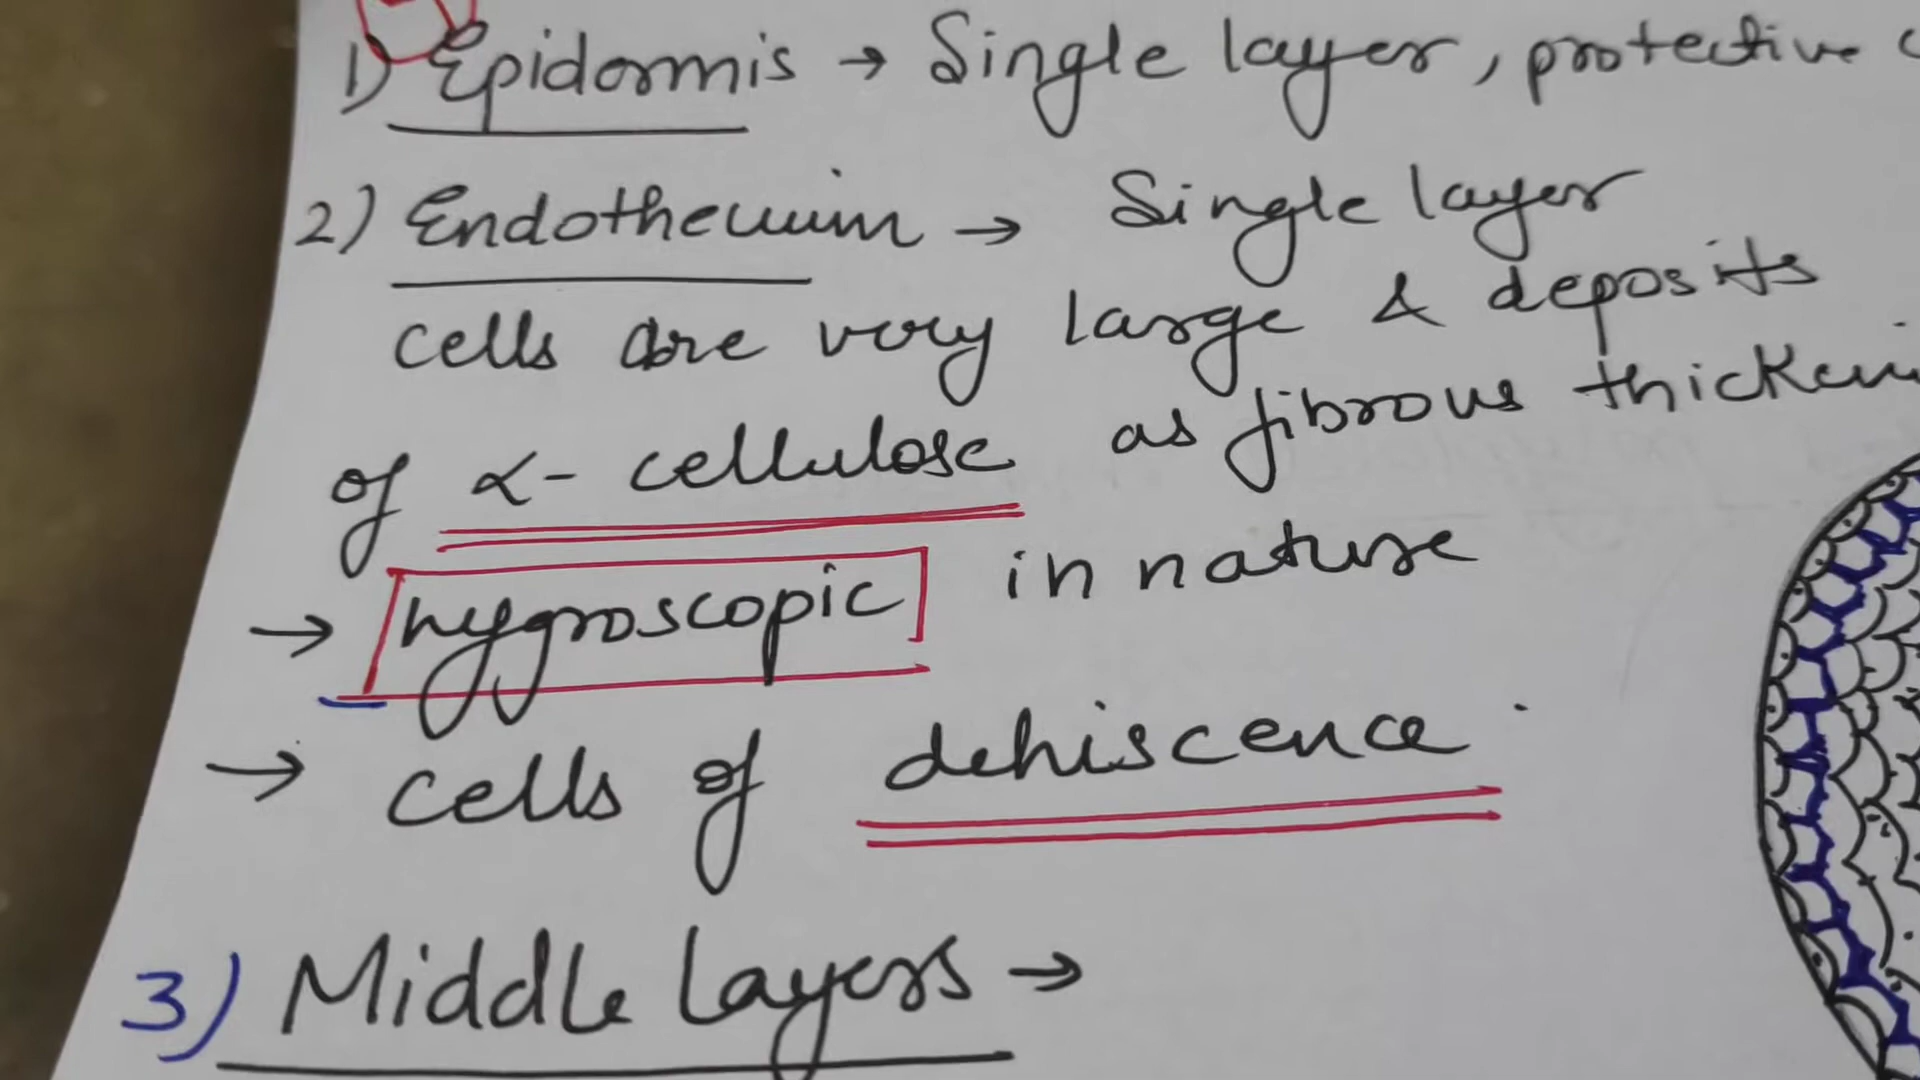 1) Epidermis → Single layer, protective
2) Endothecium → Single layer
cells are very large & deposits
of α- cellulose as fibrous
→ hygroscopic in nature
→ cells of dehiscence
3) Middle layers →